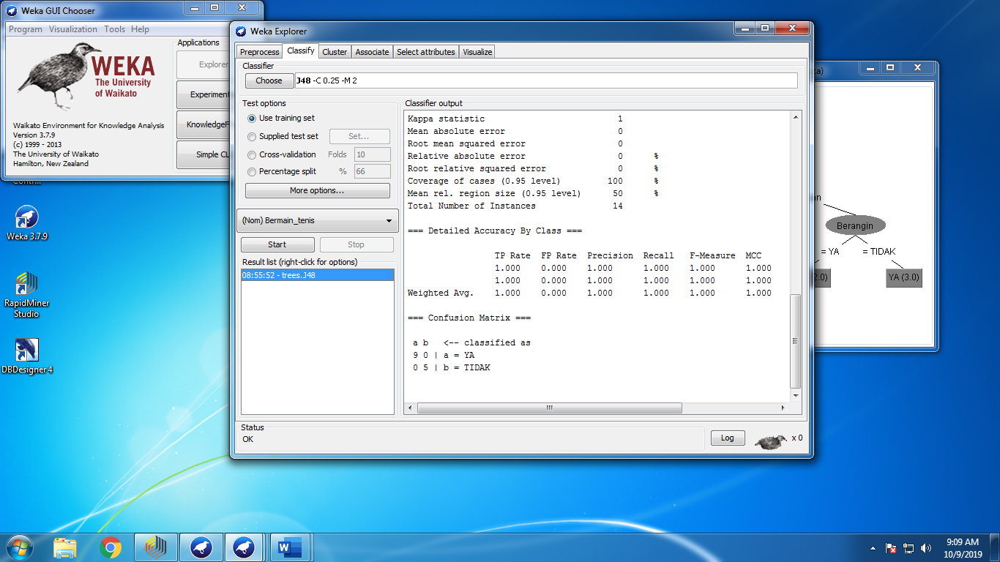 Weka GUI Chooser
Program Visualization Tools Help
WEKA
The University
of Waikato
Waikato Environment for Knowledge Analysis
Version 3.7.9
(c) 1999 - 2013
The University of Waikato
Hamilton, New Zealand
Applications
Explorer
Experiment
KnowledgeF
Simple CL
Weka 3.7.9
RapidMiner
Studio
DBDesigner 4
Weka Explorer
Preprocess Classify Cluster Associate Select attributes Visualize
Classifier
Choose J48 -C 0.25 -M 2
Test options
Use training set
Supplied test set Set...
Cross-validation Folds 10
Percentage split % 66
More options...
(Nom) Bermain_tenis
Start Stop
Result list (right-click for options)
08:55:52 - trees.J48
Classifier output
Kappa statistic 1
Mean absolute error 0
Root mean squared error 0
Relative absolute error 0 %
Root relative squared error 0 %
Coverage of cases (0.95 level) 100 %
Mean rel. region size (0.95 level) 50 %
Total Number of Instances 14
=== Detailed Accuracy By Class ===
TP Rate FP Rate Precision Recall F-Measure MCC
1.000 0.000 1.000 1.000 1.000 1.000
1.000 0.000 1.000 1.000 1.000 1.000
Weighted Avg. 1.000 0.000 1.000 1.000 1.000 1.000
=== Confusion Matrix ===
a b <-- classified as
9 0 | a = YA
0 5 | b = TIDAK
Status
OK
Log x 0
Berangin
= YA = TIDAK
YA (3.0)
9:09 AM
10/9/2019